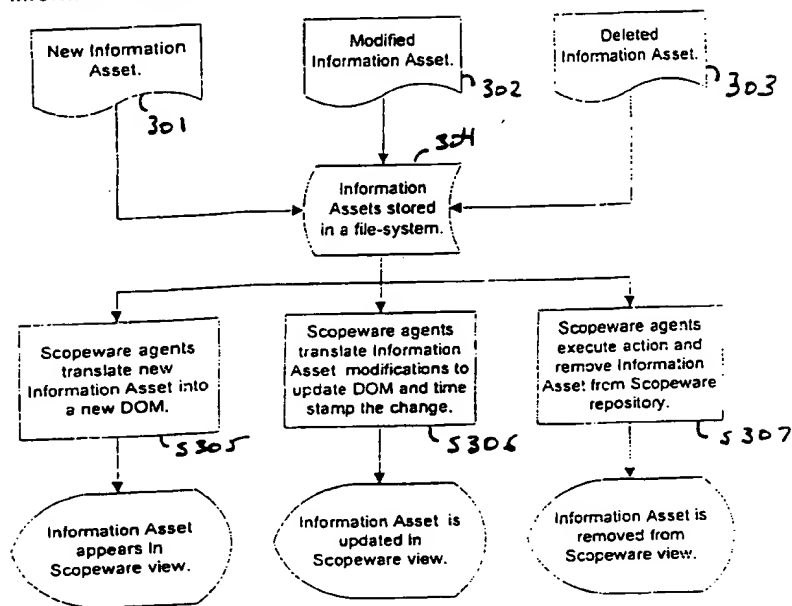 New Information
Asset.
301
Modified
Information Asset.
302
Deleted
Information Asset.
303
304
Information
Assets stored
in a file-system.
Scopeware agents
translate new
Information Asset into
a new DOM.
S305
Scopeware agents
translate Information
Asset modifications to
update DOM and time
stamp the change.
S306
Scopeware agents
execute action and
remove Information
Asset from Scopeware
repository.
S307
Information Asset
appears in
Scopeware view.
Information Asset is
updated in
Scopeware view.
Information Asset is
removed from
Scopeware view.